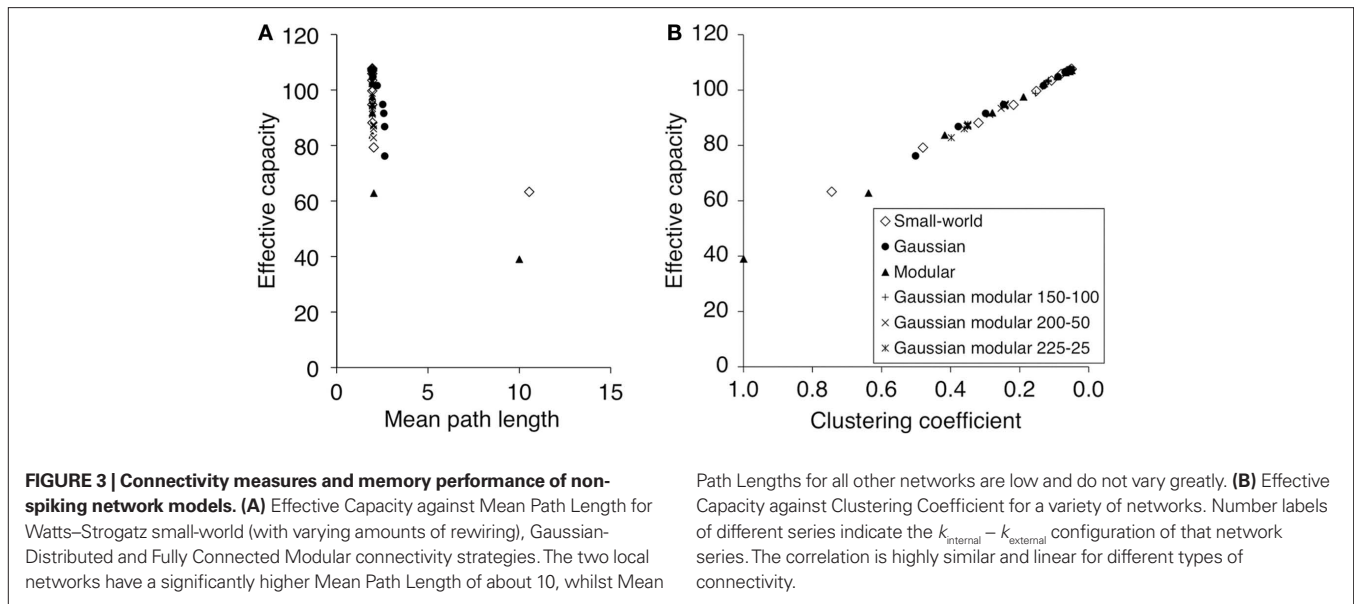 A
120
100
80
60
40
20
0
Effective capacity
0
5
10
15
Mean path length
B
120
100
80
60
40
20
0
Effective capacity
1.0
0.8
0.6
0.4
0.2
0.0
Clustering coefficient
Small-world
Gaussian
Modular
Gaussian modular 150-100
Gaussian modular 200-50
Gaussian modular 225-25
FIGURE 3 | Connectivity measures and memory performance of non-
spiking network models. (A) Effective Capacity against Mean Path Length for
Watts–Strogatz small-world (with varying amounts of rewiring), Gaussian-
Distributed and Fully Connected Modular connectivity strategies. The two local
networks have a significantly higher Mean Path Length of about 10, whilst Mean
Path Lengths for all other networks are low and do not vary greatly. (B) Effective
Capacity against Clustering Coefficient for a variety of networks. Number labels
of different series indicate the k internal – k external configuration of that network
series. The correlation is highly similar and linear for different types of
connectivity.